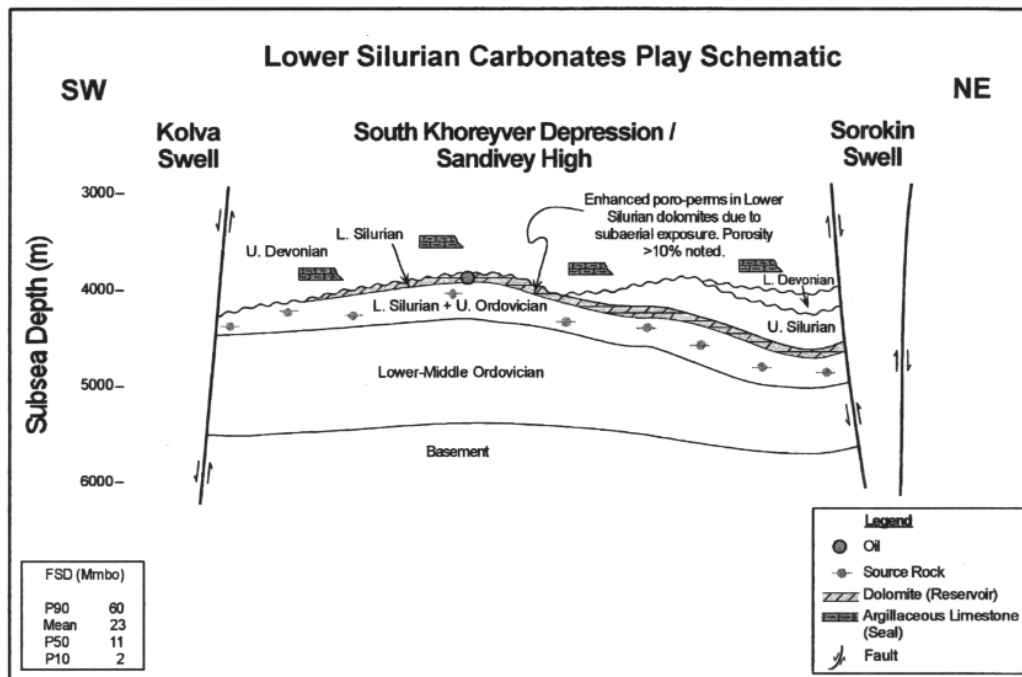 Lower Silurian Carbonates Play Schematic
SW
NE
Kolva
Swell
South Khoreyver Depression /
Sandivey High
Sorokin
Swell
Subsea Depth (m)
3000–
4000–
5000–
6000–
Enhanced poro-perms in Lower
Silurian dolomites due to
subaerial exposure. Porosity
>10% noted.
L. Silurian
U. Devonian
L. Devonian
L. Silurian + U. Ordovician
U. Silurian
Lower-Middle Ordovician
Basement
FSD (Mmbo)
P90 60
Mean 23
P50 11
P10 2
Legend
Oil
Source Rock
Dolomite (Reservoir)
Argillaceous Limestone
(Seal)
Fault